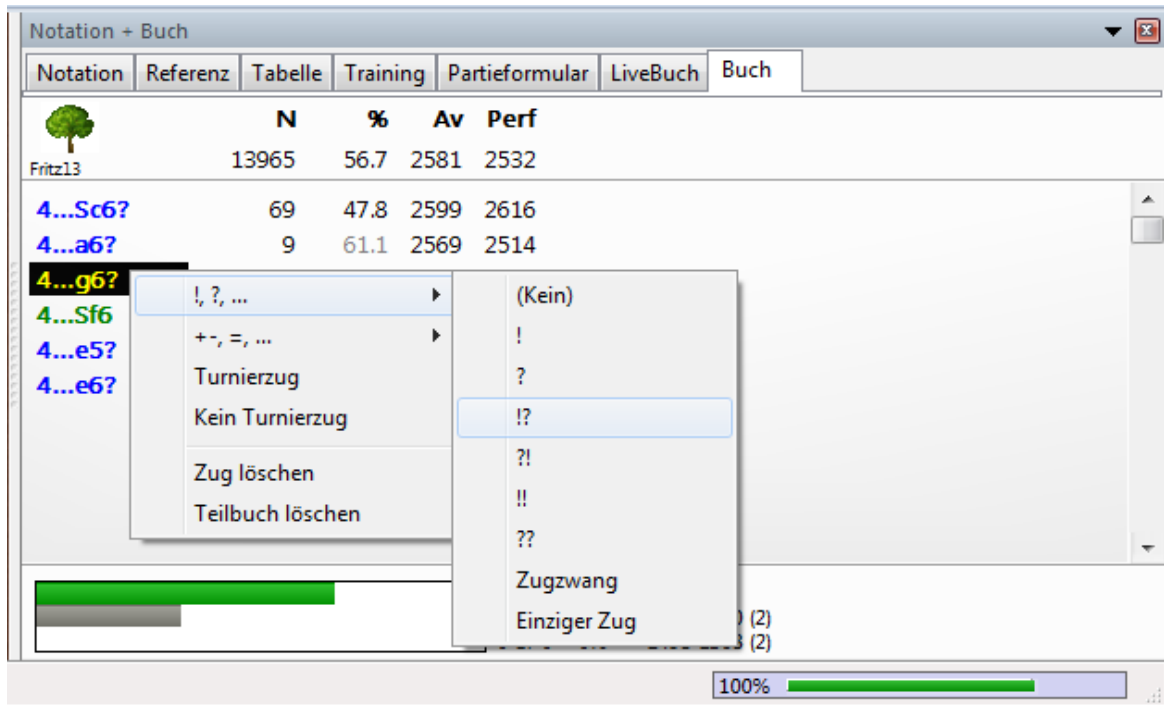 Notation + Buch
Notation Referenz Tabelle Training Partieformular LiveBuch Buch
N % Av Perf
Fritz13 13965 56.7 2581 2532
4...Sc6? 69 47.8 2599 2616
4...a6? 9 61.1 2569 2514
4...g6?
4...Sf6
4...e5?
4...e6?
!, ?, ...
+-, =, ...
Turnierzug
Kein Turnierzug
Zug löschen
Teilbuch löschen
(Kein)
!
?
!?
?!
!!
??
Zugzwang
Einziger Zug
(2)
(2)
100%